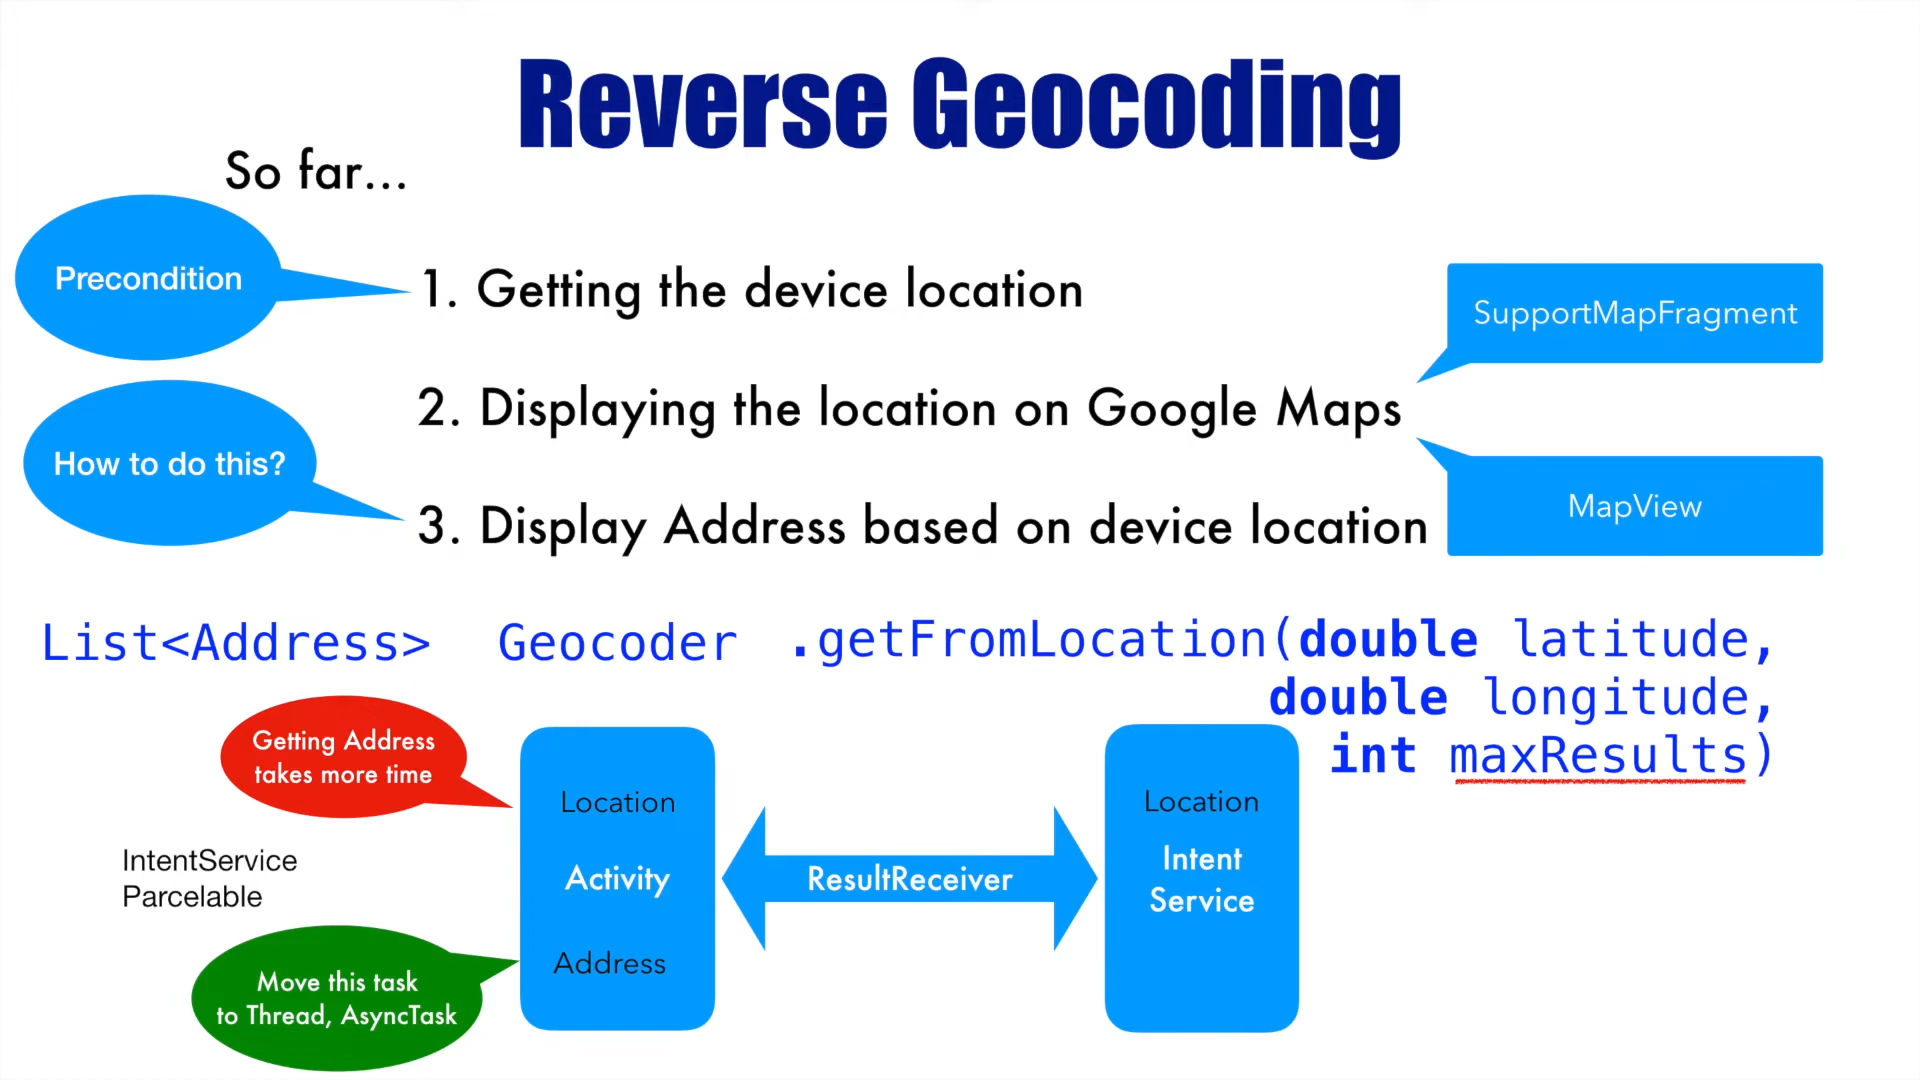 Reverse Geocoding
So far...
Precondition
1. Getting the device location
SupportMapFragment
2. Displaying the location on Google Maps
How to do this?
MapView
3. Display Address based on device location
List<Address> Geocoder .getFromLocation(double latitude,
double longitude,
int maxResults)
Getting Address
takes more time
Location
Activity
Address
ResultReceiver
Location
Intent
Service
IntentService
Parcelable
Move this task
to Thread, AsyncTask